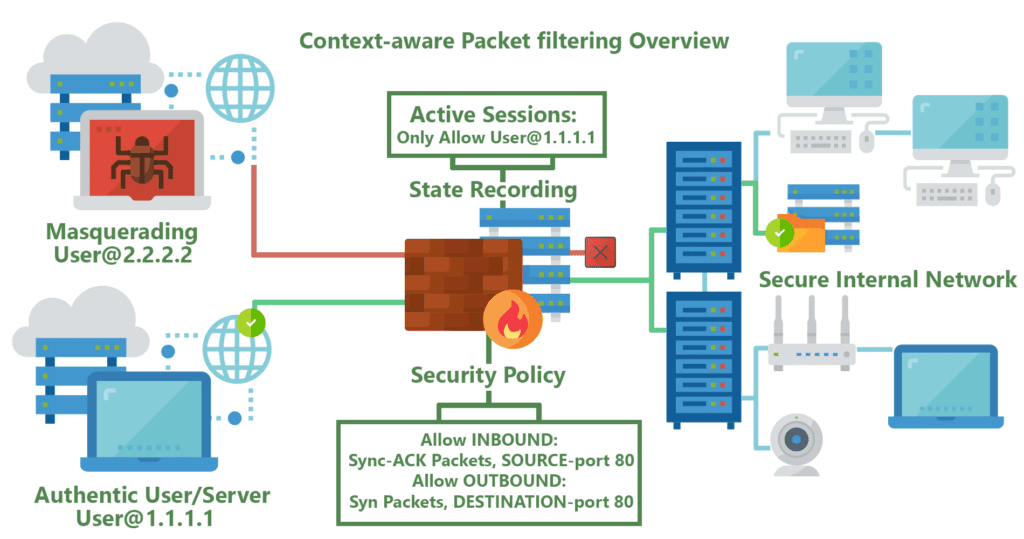 Context-aware Packet filtering Overview
Active Sessions:
Only Allow User@1.1.1.1
State Recording
Masquerading
User@2.2.2.2
Secure Internal Network
Security Policy
Allow INBOUND:
Sync-ACK Packets, SOURCE-port 80
Allow OUTBOUND:
Syn Packets, DESTINATION-port 80
Authentic User/Server
User@1.1.1.1